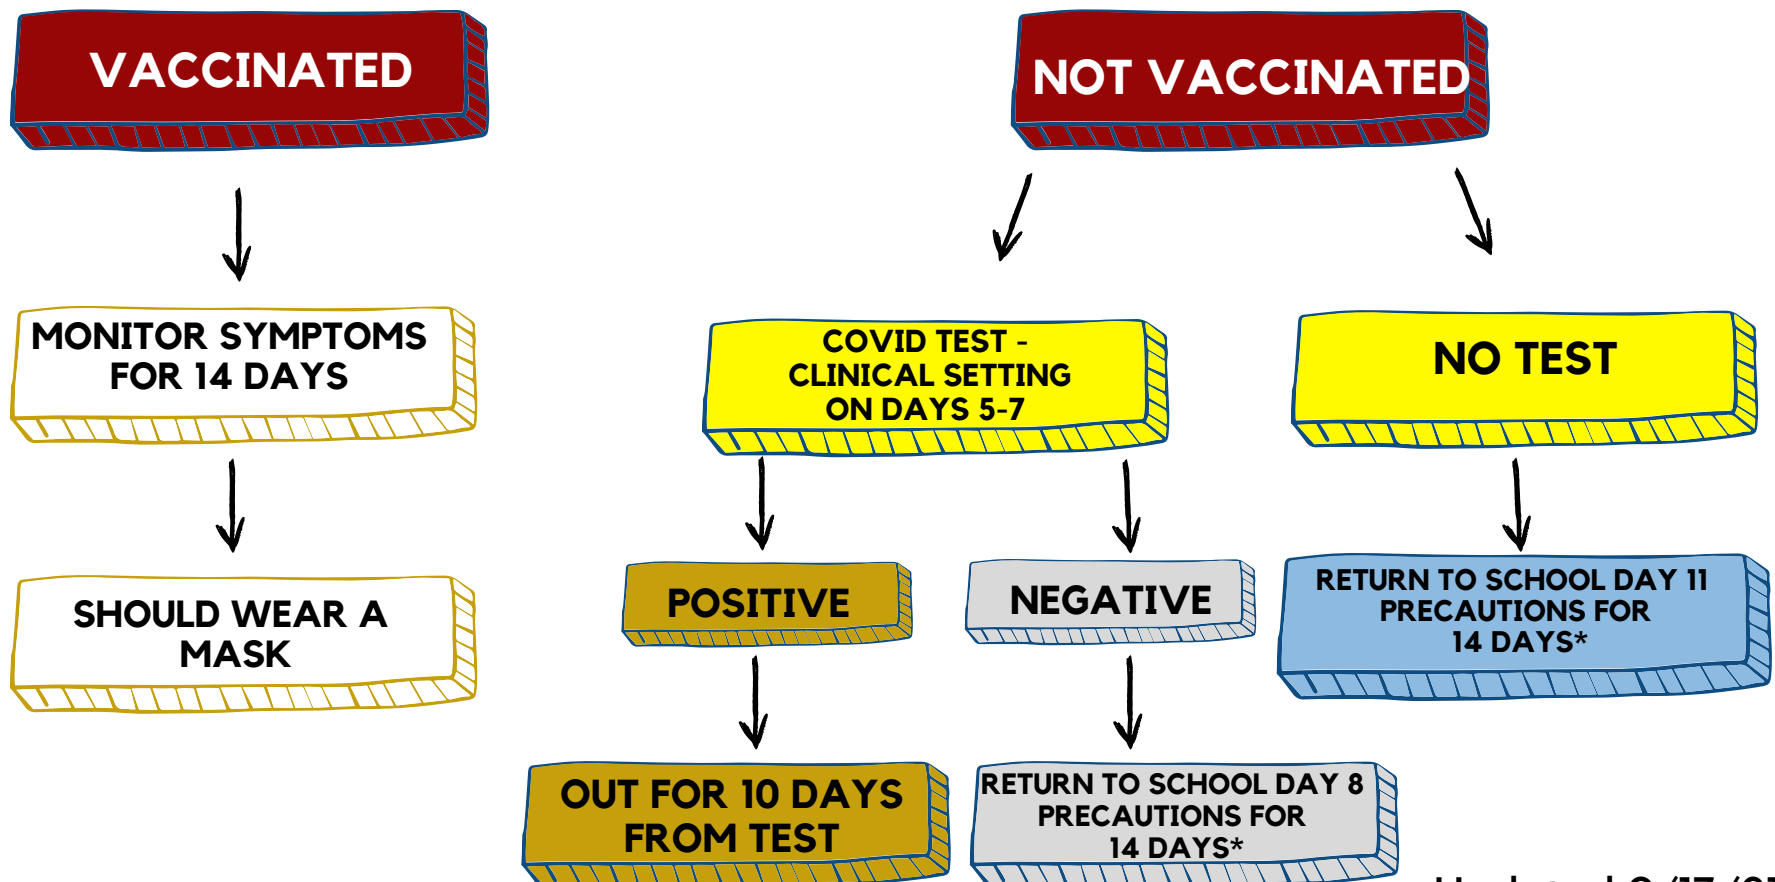 VACCINATED
NOT VACCINATED
MONITOR SYMPTOMS
FOR 14 DAYS
COVID TEST -
CLINICAL SETTING
ON DAYS 5-7
NO TEST
SHOULD WEAR A
MASK
POSITIVE
NEGATIVE
RETURN TO SCHOOL DAY 11
PRECAUTIONS FOR
14 DAYS*
OUT FOR 10 DAYS
FROM TEST
RETURN TO SCHOOL DAY 8
PRECAUTIONS FOR
14 DAYS*